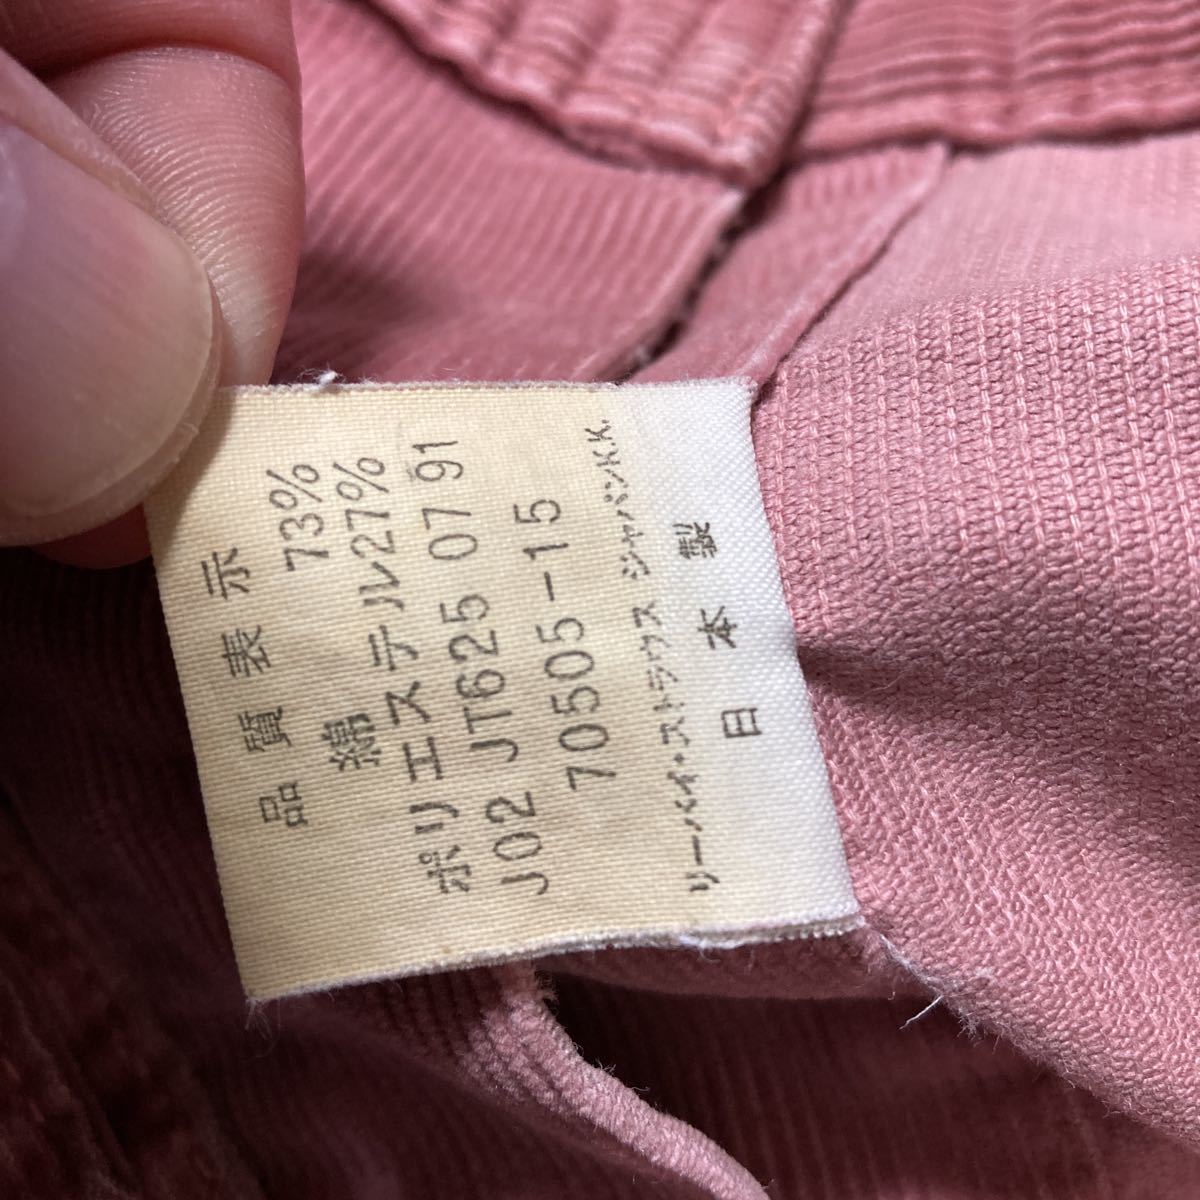 品質表示
綿 73%
ポリエステル27%
J02 JT625 07 91
70505-15
リーバイ・ストラウス ジャパンK.K.
日本製